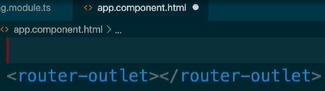 g.module.ts <> app.component.html ●
<> app.component.html > ...
<router-outlet></router-outlet>